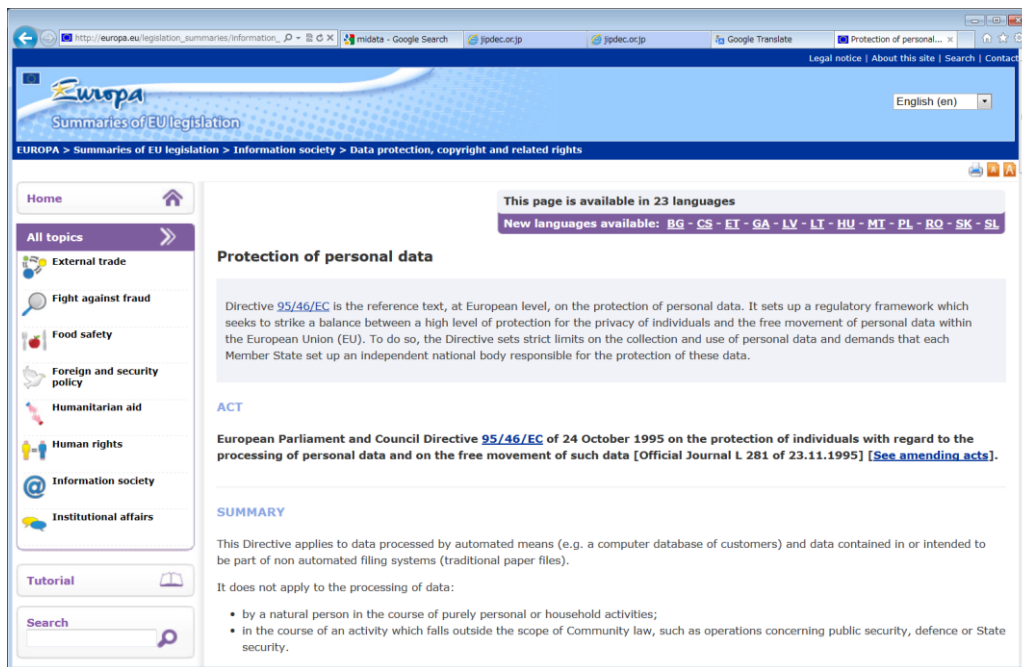 http://europa.eu/legislation_summaries/information_
midata - Google Search
jipdec.or.jp
jipdec.or.jp
Google Translate
Protection of personal...
Legal notice | About this site | Search | Contact
Europa
Summaries of EU legislation
English (en)
EUROPA > Summaries of EU legislation > Information society > Data protection, copyright and related rights
A A
Home
This page is available in 23 languages
New languages available: BG - CS - ET - GA - LV - LT - HU - MT - PL - RO - SK - SL
All topics
External trade
Fight against fraud
Food safety
Foreign and security
policy
Humanitarian aid
Human rights
Information society
Institutional affairs
Tutorial
Search
Protection of personal data
Directive 95/46/EC is the reference text, at European level, on the protection of personal data. It sets up a regulatory framework which
seeks to strike a balance between a high level of protection for the privacy of individuals and the free movement of personal data within
the European Union (EU). To do so, the Directive sets strict limits on the collection and use of personal data and demands that each
Member State set up an independent national body responsible for the protection of these data.
ACT
European Parliament and Council Directive 95/46/EC of 24 October 1995 on the protection of individuals with regard to the
processing of personal data and on the free movement of such data [Official Journal L 281 of 23.11.1995] [See amending acts].
SUMMARY
This Directive applies to data processed by automated means (e.g. a computer database of customers) and data contained in or intended to
be part of non automated filing systems (traditional paper files).
It does not apply to the processing of data:
• by a natural person in the course of purely personal or household activities;
• in the course of an activity which falls outside the scope of Community law, such as operations concerning public security, defence or State
security.